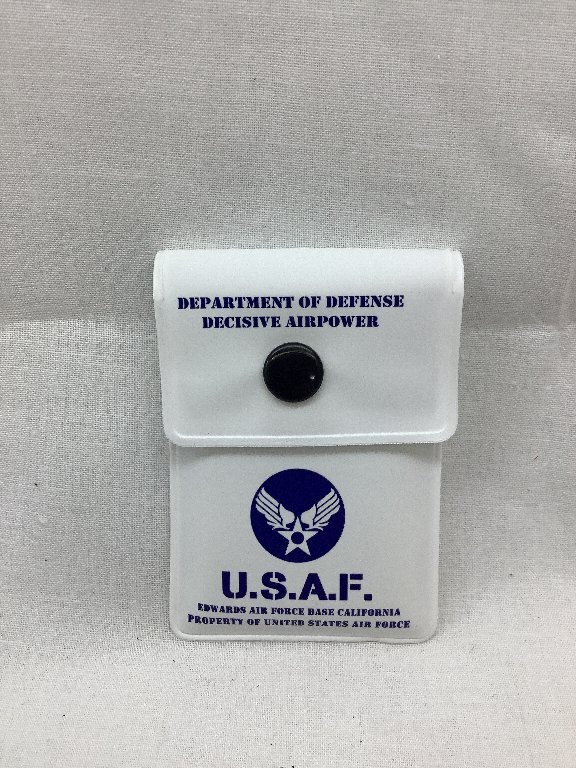 DEPARTMENT OF DEFENSE
DECISIVE AIRPOWER
U.S.A.F.
EDWARDS AIR FORCE BASE CALIFORNIA
PROPERTY OF UNITED STATES AIR FORCE